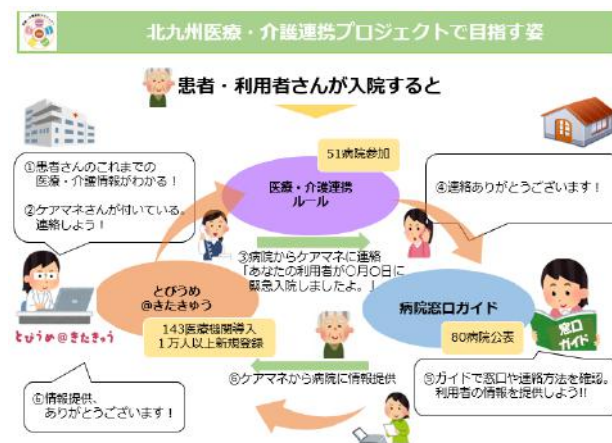 北九州医療・介護連携プロジェクトで目指す姿
患者・利用者さんが入院すると
51病院参加
①患者さんのこれまでの
医療・介護情報がわかる！
②ケアマネさんが付いている。
連絡しよう！
医療・介護連携
ルール
④連絡ありがとうございます！
③病院からケアマネに連絡
「あなたの利用者が〇月〇日に
緊急入院しましたよ。」
とぴうめ
@きたきゅう
143医療機関導入
1万人以上新規登録
とぴうめ@きたきゅう
病院窓口ガイド
80病院公表
窓口
ガイド
⑥ケアマネから病院に情報提供
⑤ガイドで窓口や連絡方法を確認。
利用者の情報を提供しよう!!
⑥情報提供、
ありがとうございます！